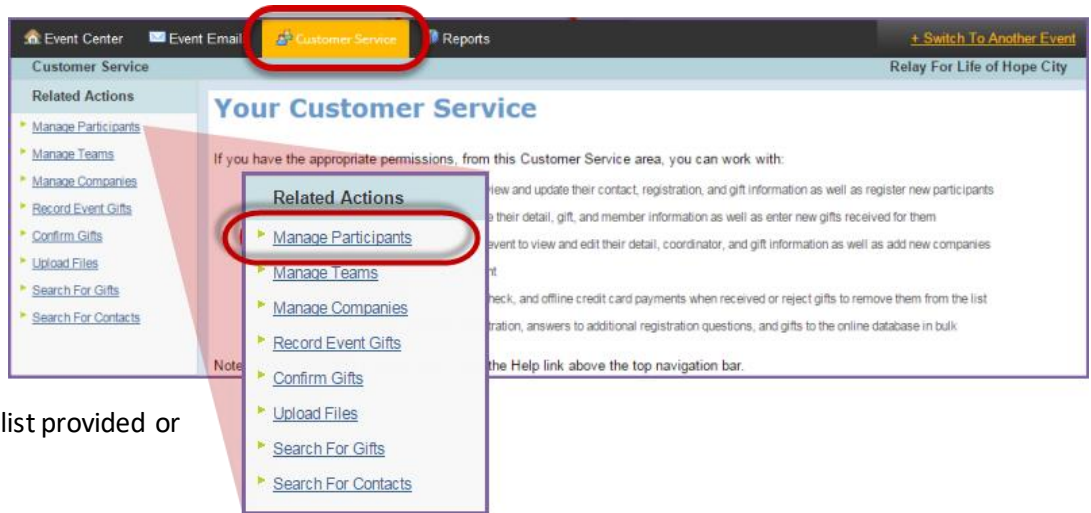 Event Center Event Email Customer Service Reports + Switch To Another Event
Customer Service Relay For Life of Hope City
Related Actions
Manage Participants
Manage Teams
Manage Companies
Record Event Gifts
Confirm Gifts
Upload Files
Search For Gifts
Search For Contacts
Your Customer Service
If you have the appropriate permissions, from this Customer Service area, you can work with:
view and update their contact, registration, and gift information as well as register new participants
their detail, gift, and member information as well as enter new gifts received for them
event to view and edit their detail, coordinator, and gift information as well as add new companies
check, and offline credit card payments when received or reject gifts to remove them from the list
answers to additional registration questions, and gifts to the online database in bulk
Note the Help link above the top navigation bar.
Related Actions
Manage Participants
Manage Teams
Manage Companies
Record Event Gifts
Confirm Gifts
Upload Files
Search For Gifts
Search For Contacts
list provided or